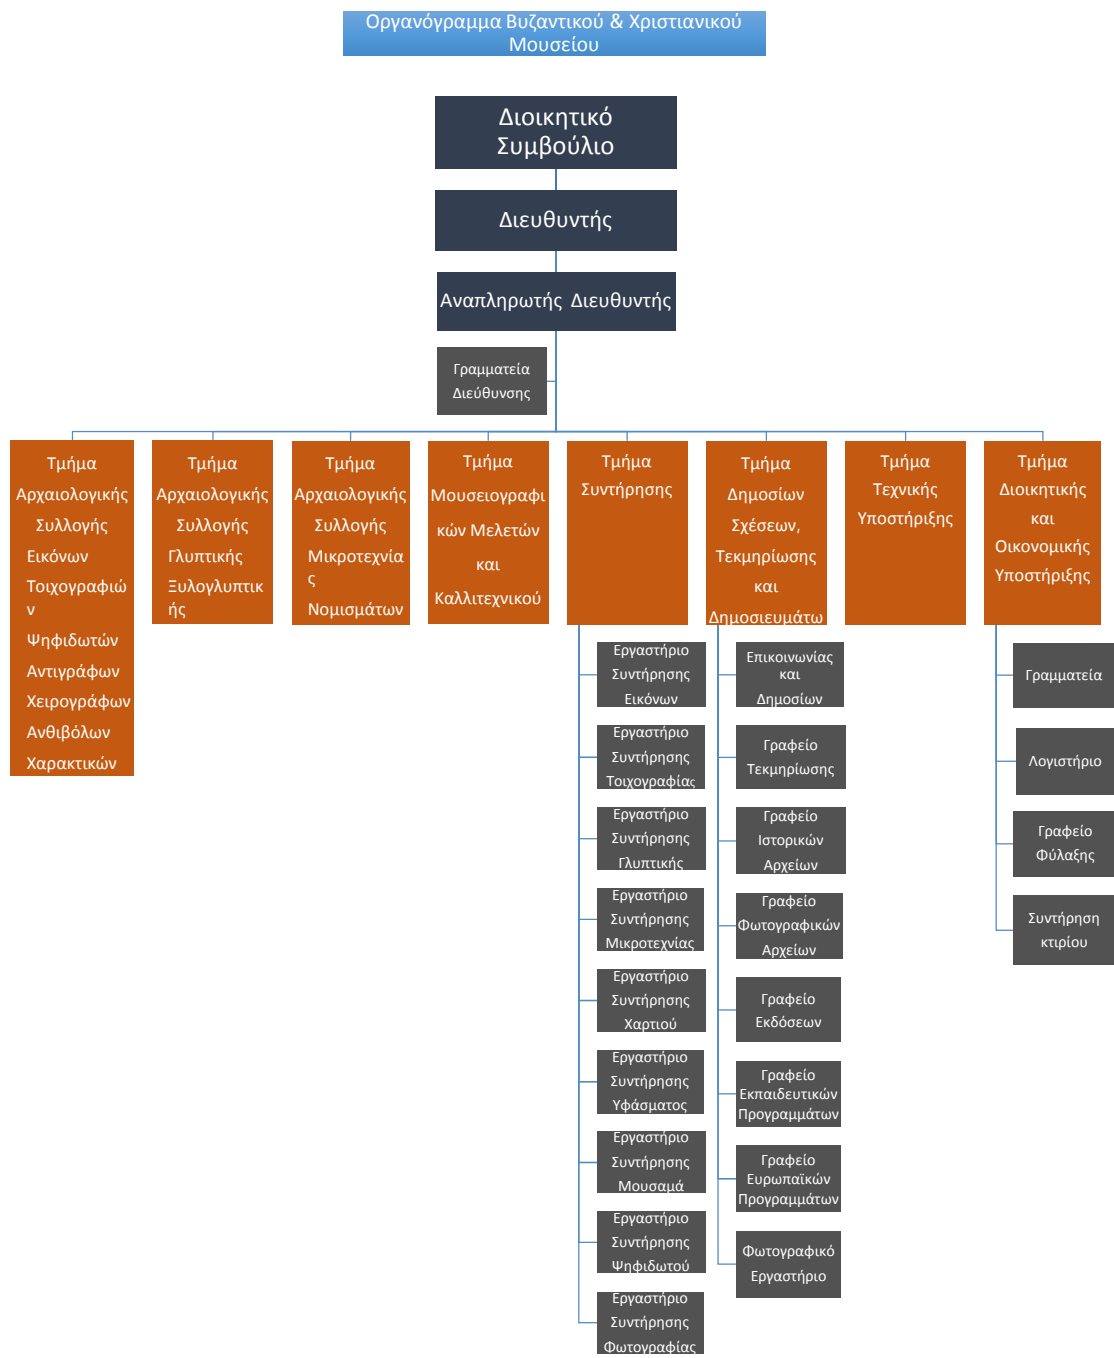 Οργανόγραμμα Βυζαντικού & Χριστιανικού
Μουσείου
Διοικητικό
Συμβούλιο
Διευθυντής
Αναπληρωτής Διευθυντής
Γραμματεία
Διεύθυνσης
Τμήμα
Αρχαιολογικής
Συλλογής
Εικόνων
Τοιχογραφιώ
ν
Ψηφιδωτών
Αντιγράφων
Χειρογράφων
Ανθιβόλων
Χαρακτικών
Τμήμα
Αρχαιολογικής
Συλλογής
Γλυπτικής
Ξυλογλυπτικ
ής
Τμήμα
Αρχαιολογικής
Συλλογής
Μικροτεχνία
ς
Νομισμάτων
Τμήμα
Μουσειογραφι
κών Μελετών
και
Καλλιτεχνικού
Τμήμα
Συντήρησης
Εργαστήριο
Συντήρησης
Εικόνων
Εργαστήριο
Συντήρησης
Τοιχογραφίας
Εργαστήριο
Συντήρησης
Γλυπτικής
Εργαστήριο
Συντήρησης
Μικροτεχνίας
Εργαστήριο
Συντήρησης
Χαρτιού
Εργαστήριο
Συντήρησης
Υφάσματος
Εργαστήριο
Συντήρησης
Μουσαμά
Εργαστήριο
Συντήρησης
Ψηφιδωτού
Εργαστήριο
Συντήρησης
Φωτογραφίας
Τμήμα
Δημοσίων
Σχέσεων,
Τεκμηρίωσης
και
Δημοσιευμάτω
Επικοινωνίας
και
Δημοσίων
Γραφείο
Τεκμηρίωσης
Γραφείο
Ιστορικών
Αρχείων
Γραφείο
Φωτογραφικών
Αρχείων
Γραφείο
Εκδόσεων
Γραφείο
Εκπαιδευτικών
Προγραμμάτων
Γραφείο
Ευρωπαϊκών
Προγραμμάτων
Φωτογραφικό
Εργαστήριο
Τμήμα
Τεχνικής
Υποστήριξης
Τμήμα
Διοικητικής
και
Οικονομικής
Υποστήριξης
Γραμματεία
Λογιστήριο
Γραφείο
Φύλαξης
Συντήρηση
κτιρίου